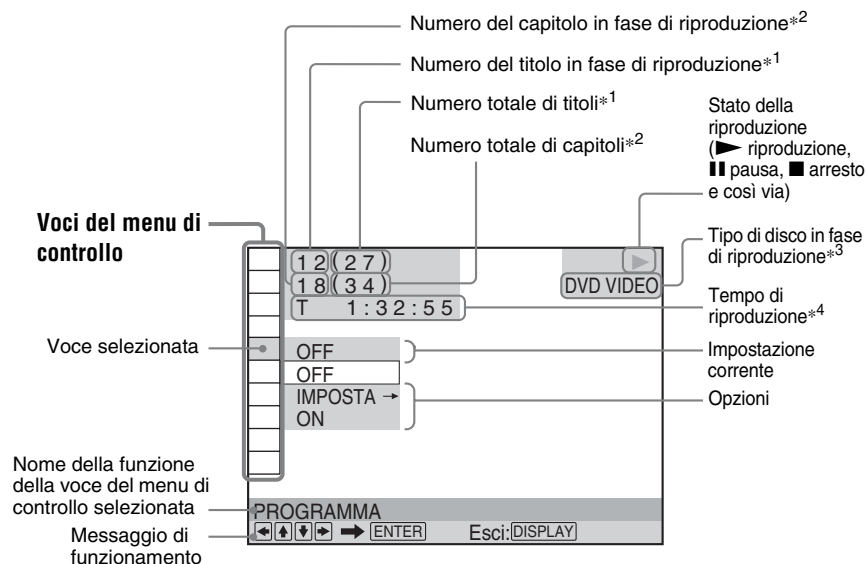 Numero del capitolo in fase di riproduzione*2
Numero del titolo in fase di riproduzione*1
Numero totale di titoli*1
Numero totale di capitoli*2
Stato della
riproduzione
(► riproduzione,
❚❚ pausa, ■ arresto
e così via)
Voci del menu di
controllo
12(27)
18(34)
T 1:32:55
►
DVD VIDEO
Tipo di disco in fase
di riproduzione*3
Tempo di
riproduzione*4
Voce selezionata
OFF
OFF
IMPOSTA →
ON
Impostazione
corrente
Opzioni
Nome della funzione
della voce del menu di
controllo selezionata
PROGRAMMA
Messaggio di
funzionamento
← ↑ ↓ → ➡ ENTER Esci: DISPLAY